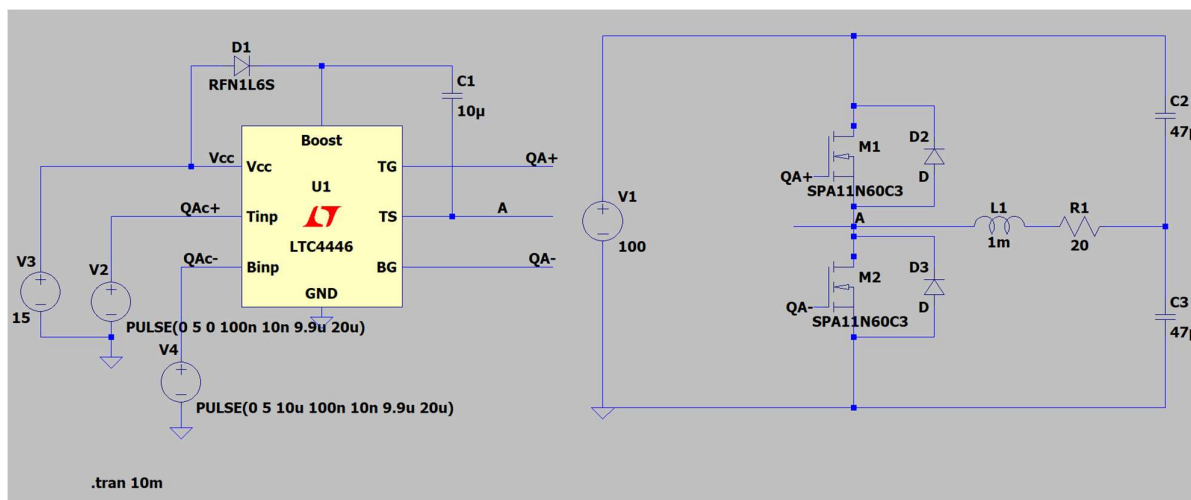 D1
RFN1L6S
C1
10µ
Boost
Vcc
Vcc
TG
QA+
U1
QAc+
Tinp
TS
A
LTC4446
QAc-
Binp
BG
QA-
GND
V3
15
V2
PULSE(0 5 0 100n 10n 9.9u 20u)
V4
PULSE(0 5 10u 100n 10n 9.9u 20u)
.tran 10m
V1
100
M1
QA+
SPA11N60C3
D2
D
A
L1
1m
R1
20
M2
QA-
SPA11N60C3
D3
D
C2
47µ
C3
47µ